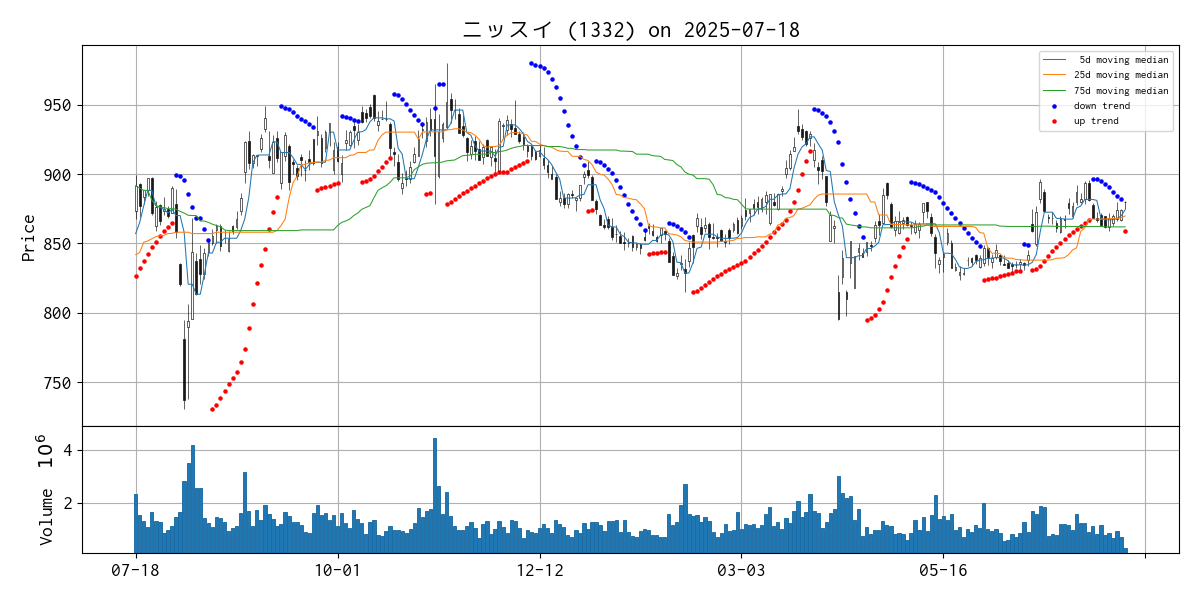 ニッスイ (1332) on 2025-07-18
5d moving median
25d moving median
75d moving median
down trend
up trend
Price
950
900
850
800
750
Volume 10^6
4
2
07-18
10-01
12-12
03-03
05-16